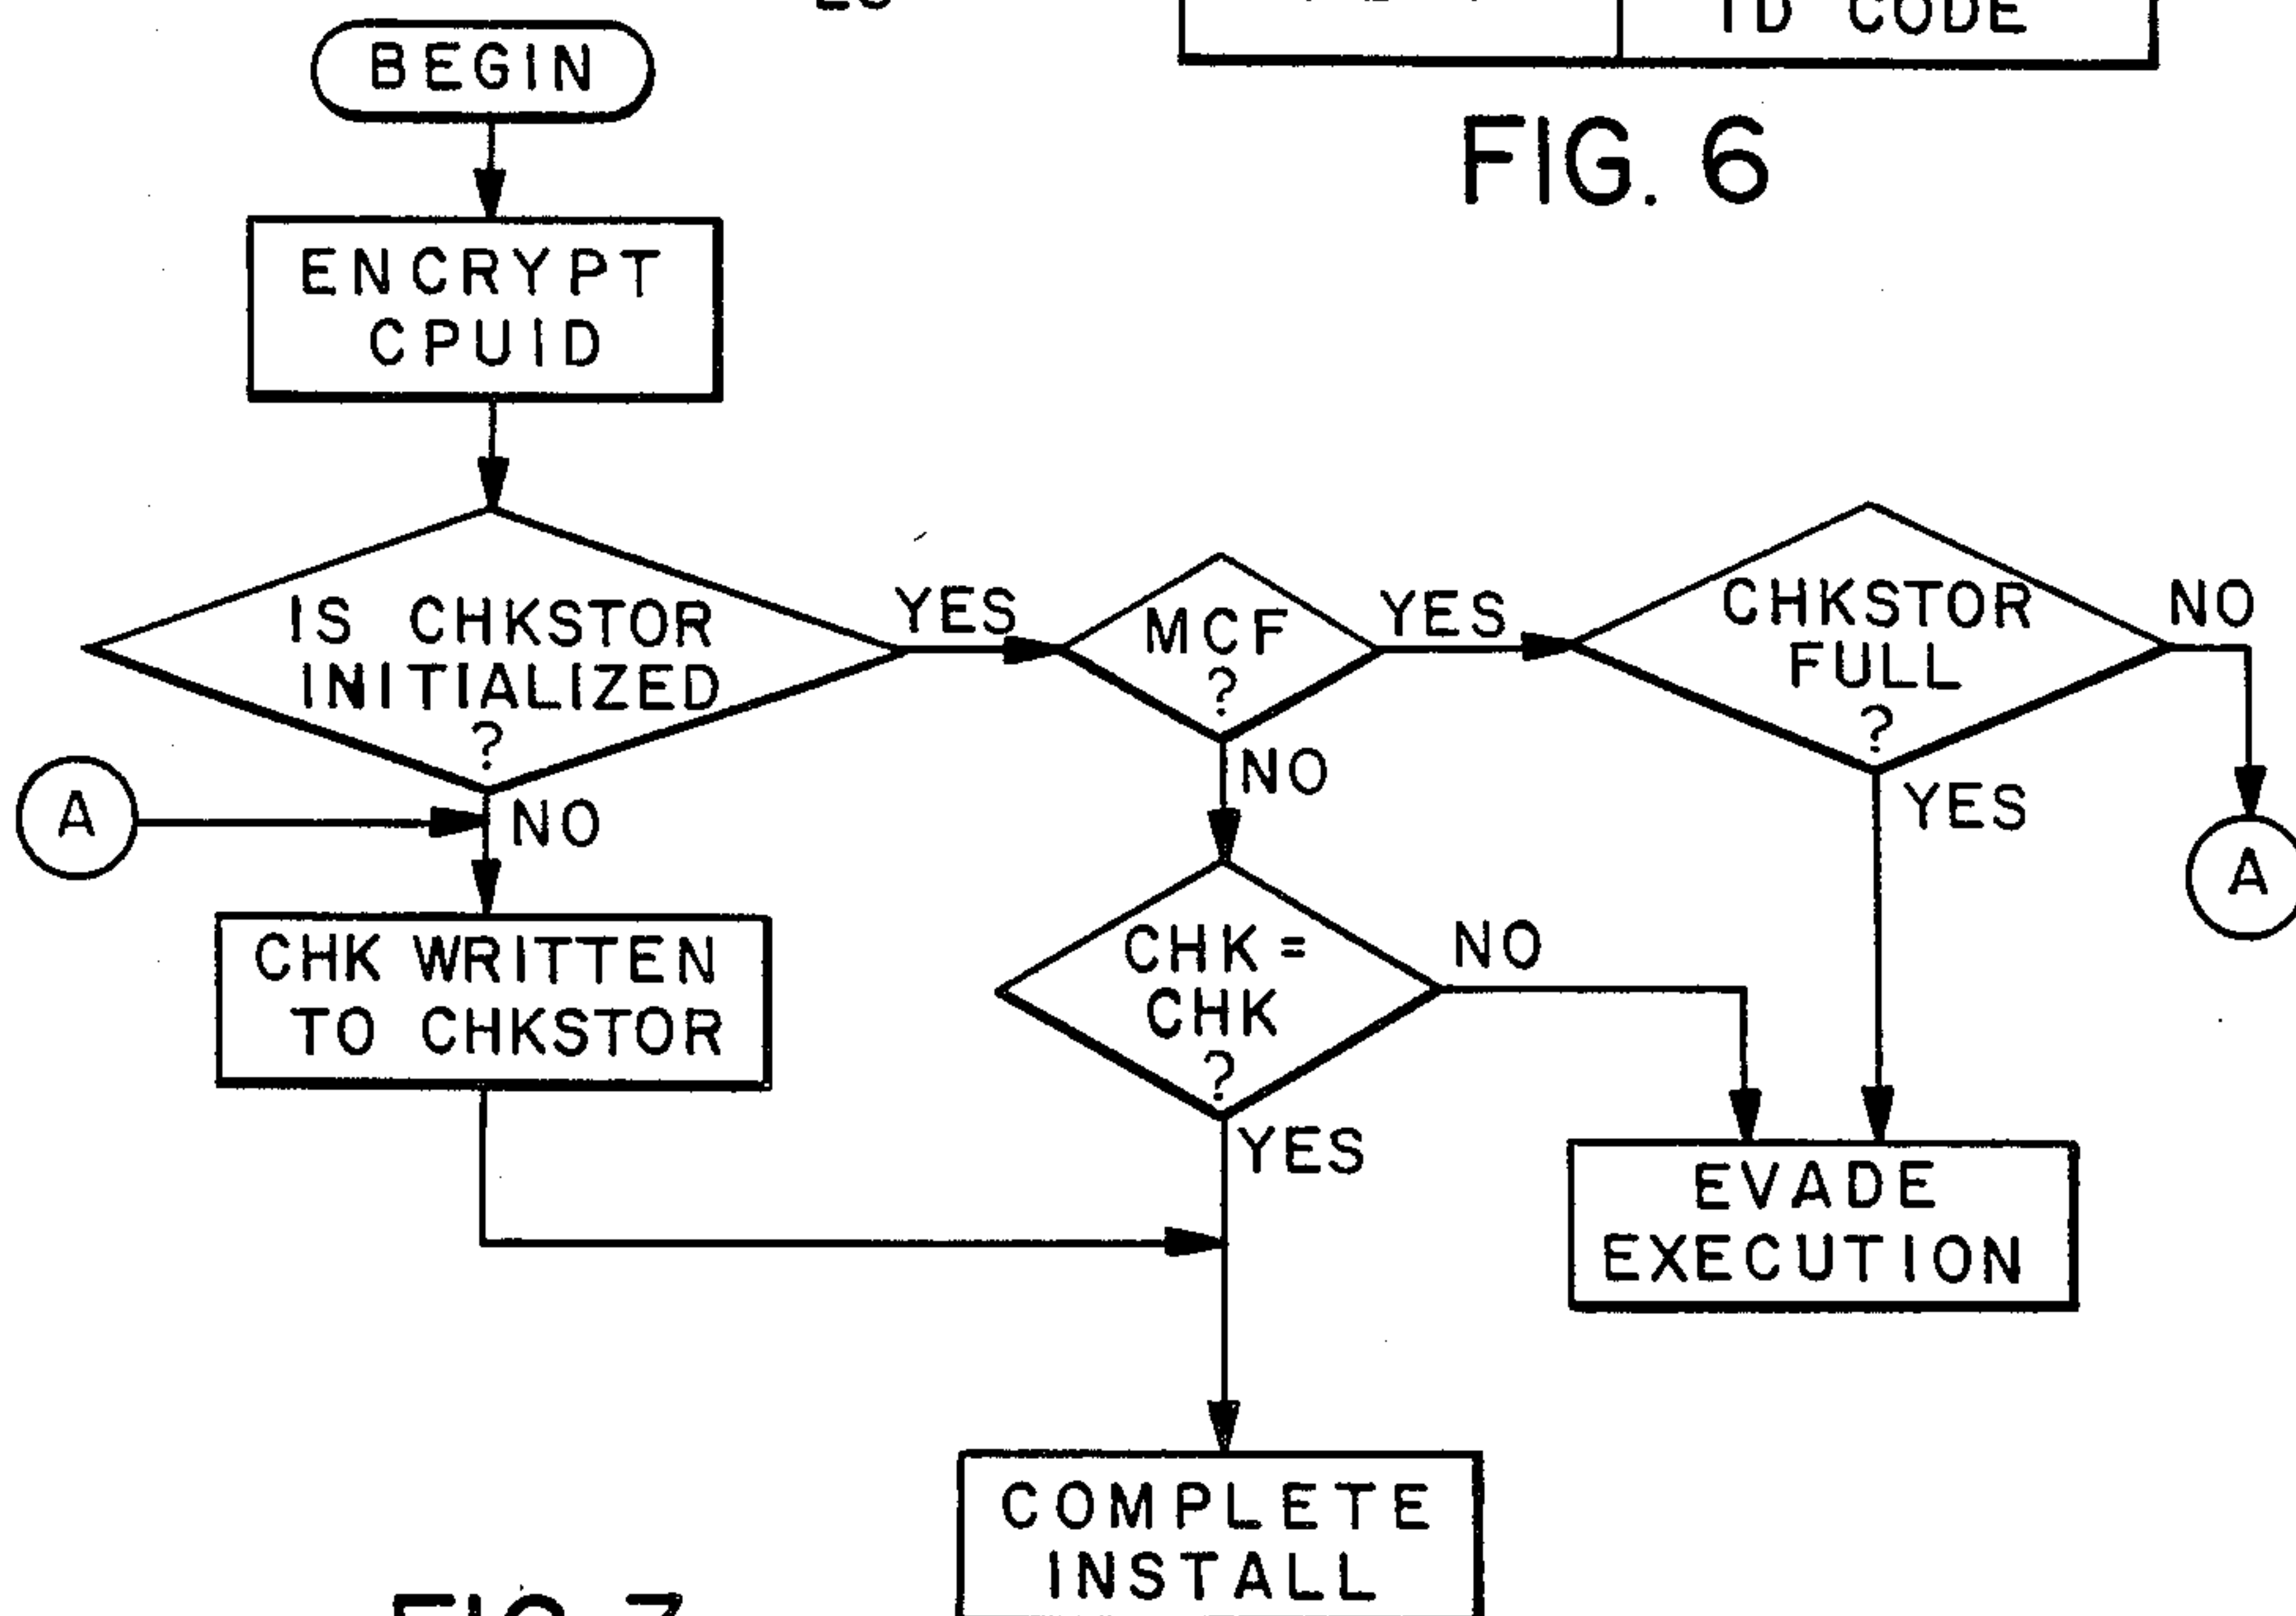 ID CODE
FIG. 6
BEGIN
ENCRYPT
CPUID
IS CHKSTOR
INITIALIZED
?
YES
MCF
?
YES
CHKSTOR
FULL
?
NO
A
NO
NO
YES
A
CHK WRITTEN
TO CHKSTOR
CHK =
CHK
?
NO
YES
EVADE
EXECUTION
COMPLETE
INSTALL